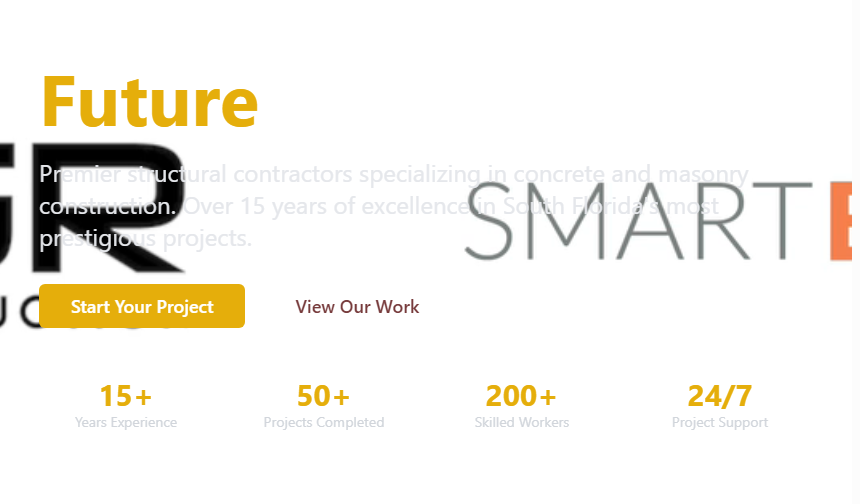 Future
Premier structural contractors specializing in concrete and masonry
construction. Over 15 years of excellence in South Florida's most
prestigious projects.
SMART
Start Your Project
View Our Work
15+
50+
200+
24/7
Years Experience
Projects Completed
Skilled Workers
Project Support